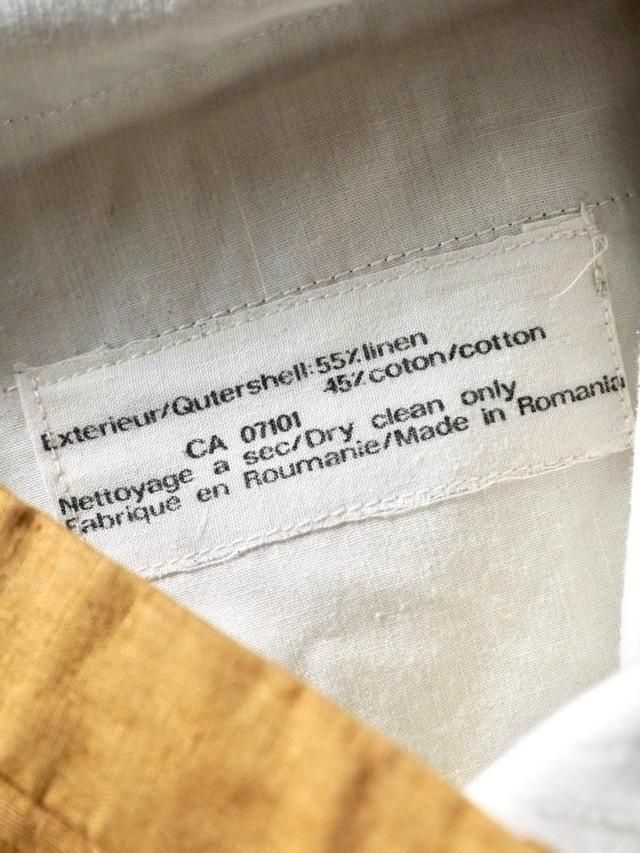 Exterieur/Qutershell:55%linen
45%coton/cotton
CA 07101
Nettoyage a sec/Dry clean only
Fabrique en Roumanie/Made in Romania